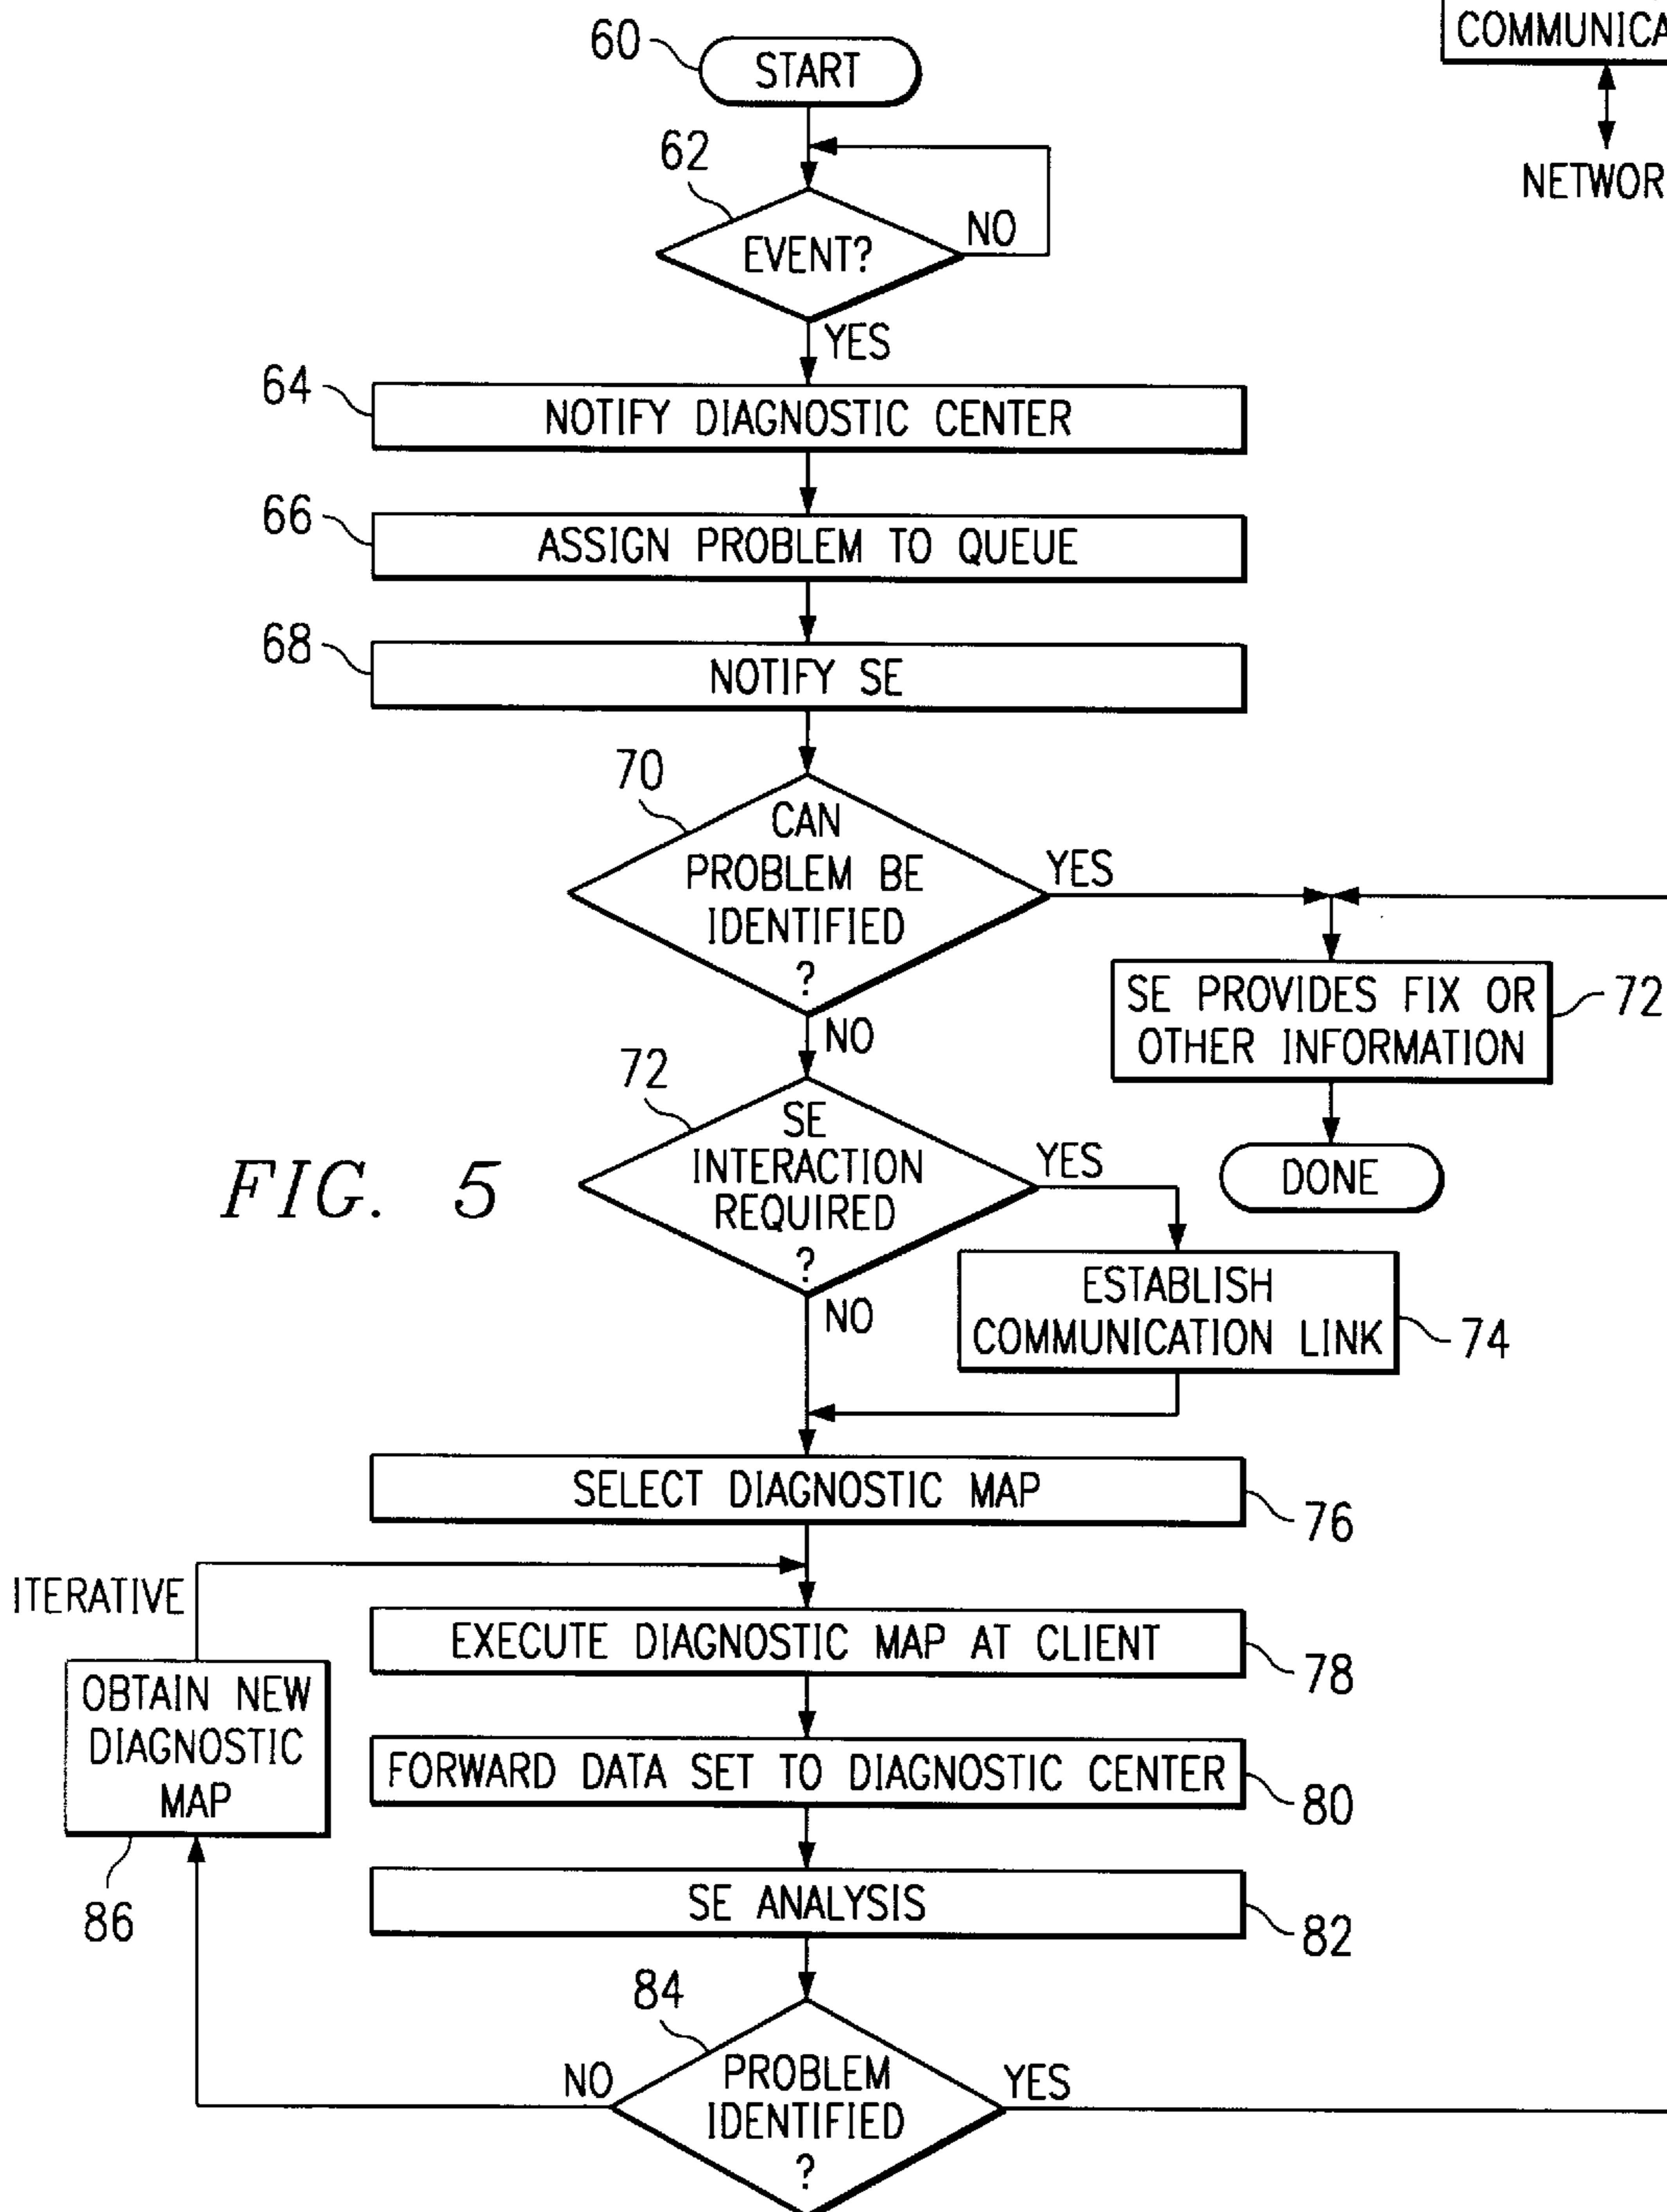 COMMUNICA
NETWOR
60
START
62
EVENT?
NO
YES
64
NOTIFY DIAGNOSTIC CENTER
66
ASSIGN PROBLEM TO QUEUE
68
NOTIFY SE
70
CAN
PROBLEM BE
IDENTIFIED
?
YES
NO
SE PROVIDES FIX OR
OTHER INFORMATION
72
DONE
72
SE
INTERACTION
REQUIRED
?
YES
NO
FIG. 5
ESTABLISH
COMMUNICATION LINK
74
SELECT DIAGNOSTIC MAP
76
ITERATIVE
EXECUTE DIAGNOSTIC MAP AT CLIENT
78
OBTAIN NEW
DIAGNOSTIC
MAP
86
FORWARD DATA SET TO DIAGNOSTIC CENTER
80
SE ANALYSIS
82
84
PROBLEM
IDENTIFIED
?
NO
YES